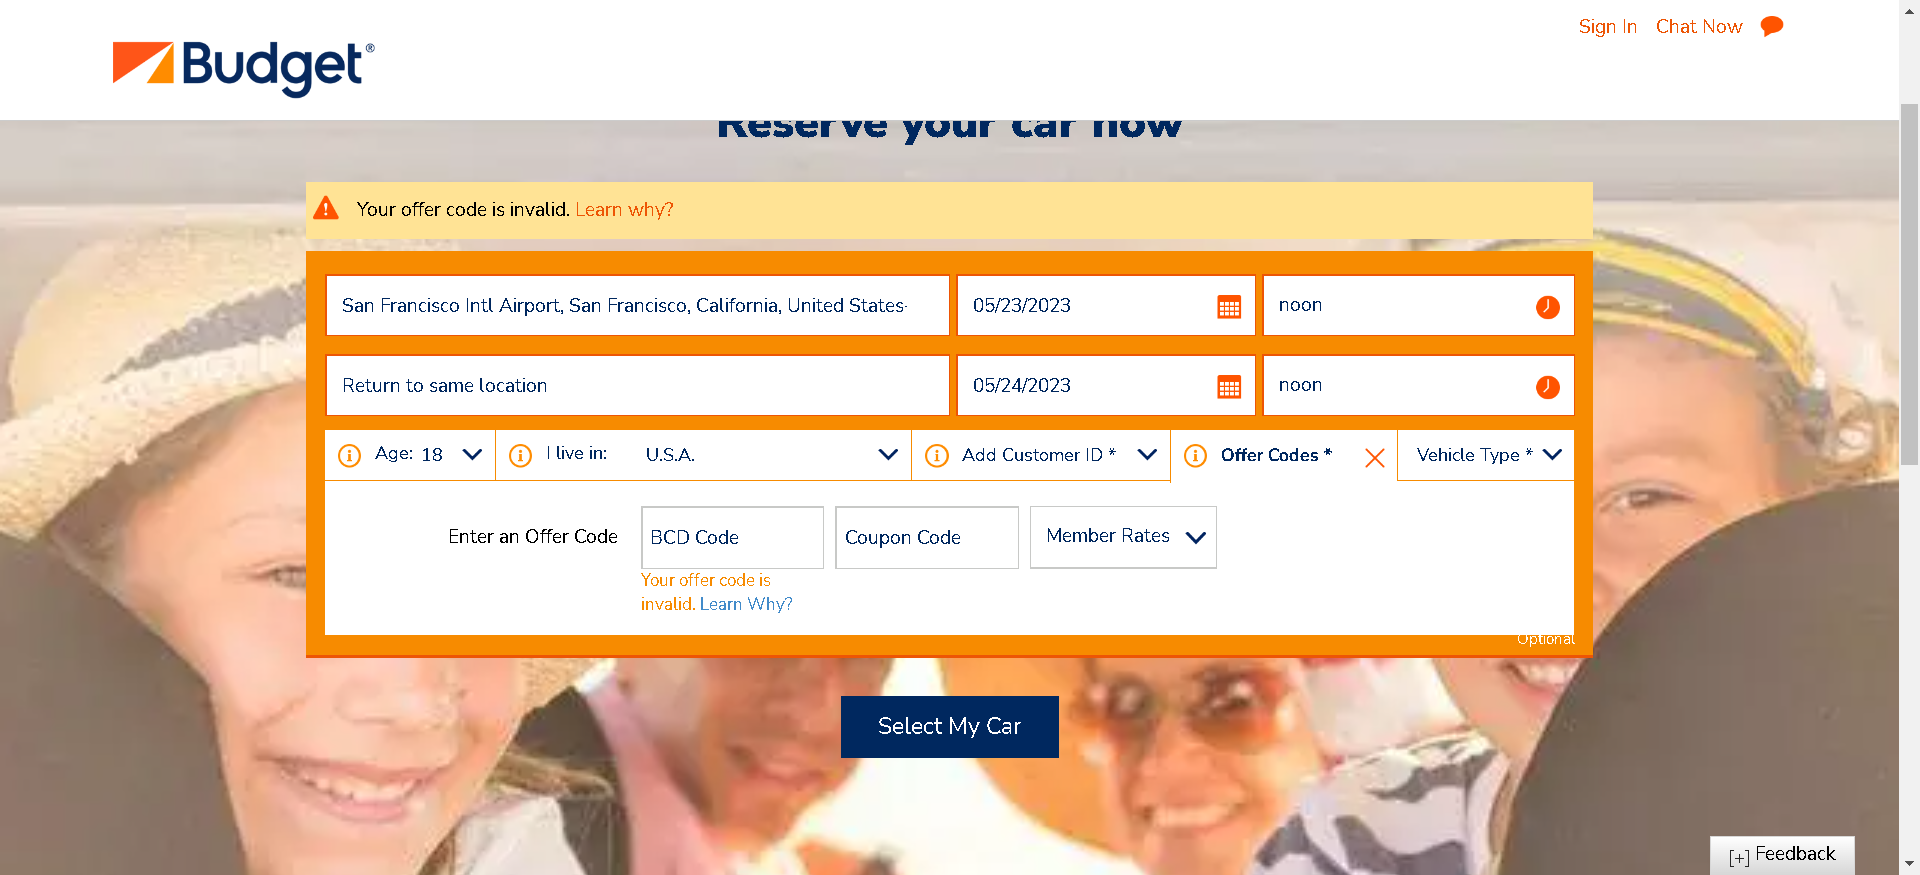 Sign In Chat Now
Budget®
Reserve your car now
Your offer code is invalid. Learn why?
San Francisco Intl Airport, San Francisco, California, United States-
05/23/2023
noon
Return to same location
05/24/2023
noon
Age: 18
I live in: U.S.A.
Add Customer ID *
Offer Codes *
Vehicle Type *
Enter an Offer Code
BCD Code
Coupon Code
Member Rates
Your offer code is
invalid. Learn Why?
Optional
Select My Car
[+] Feedback